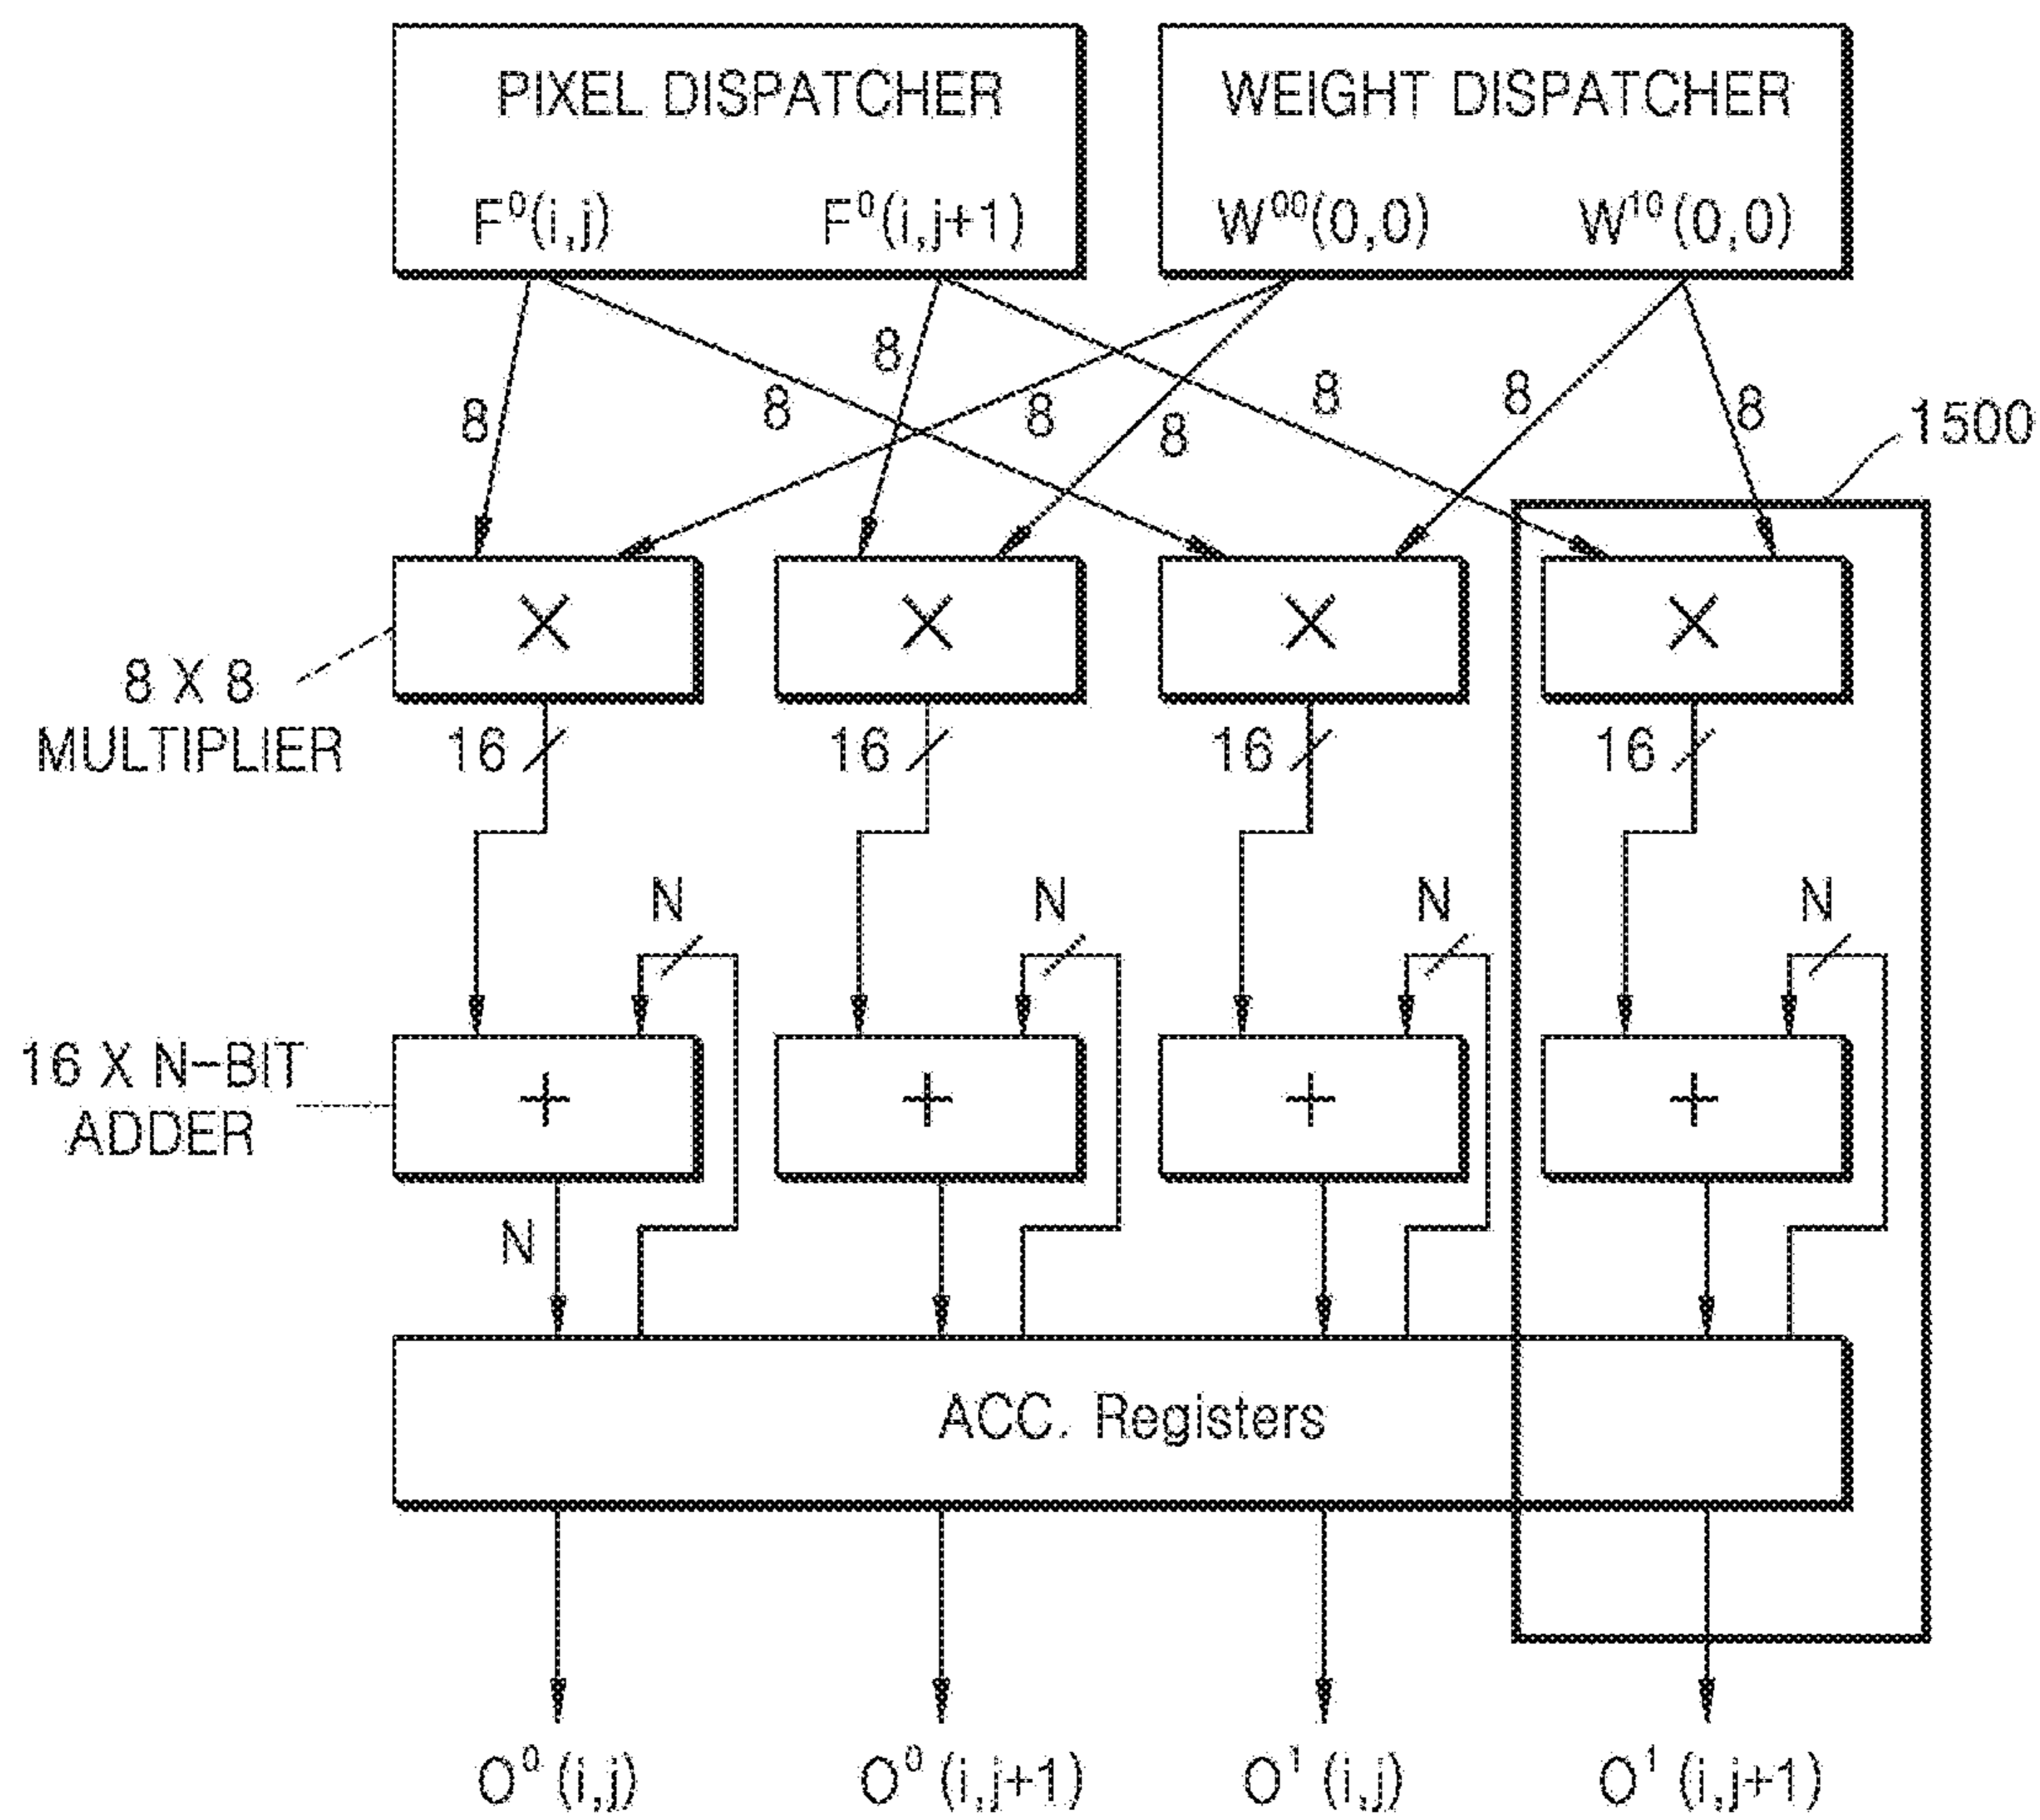 PIXEL DISPATCHER
F⁰(i,j) F⁰(i,j+1)
WEIGHT DISPATCHER
W⁰⁰(0,0) W¹⁰(0,0)
8
8
8
8
8
8
8
8
1500
× × × ×
8 X 8
MULTIPLIER
16 16 16 16
N N N N
16 X N-BIT
ADDER
+ + + +
N
ACC. Registers
O⁰ (i,j) O⁰ (i,j+1) O¹ (i,j) O¹ (i,j+1)